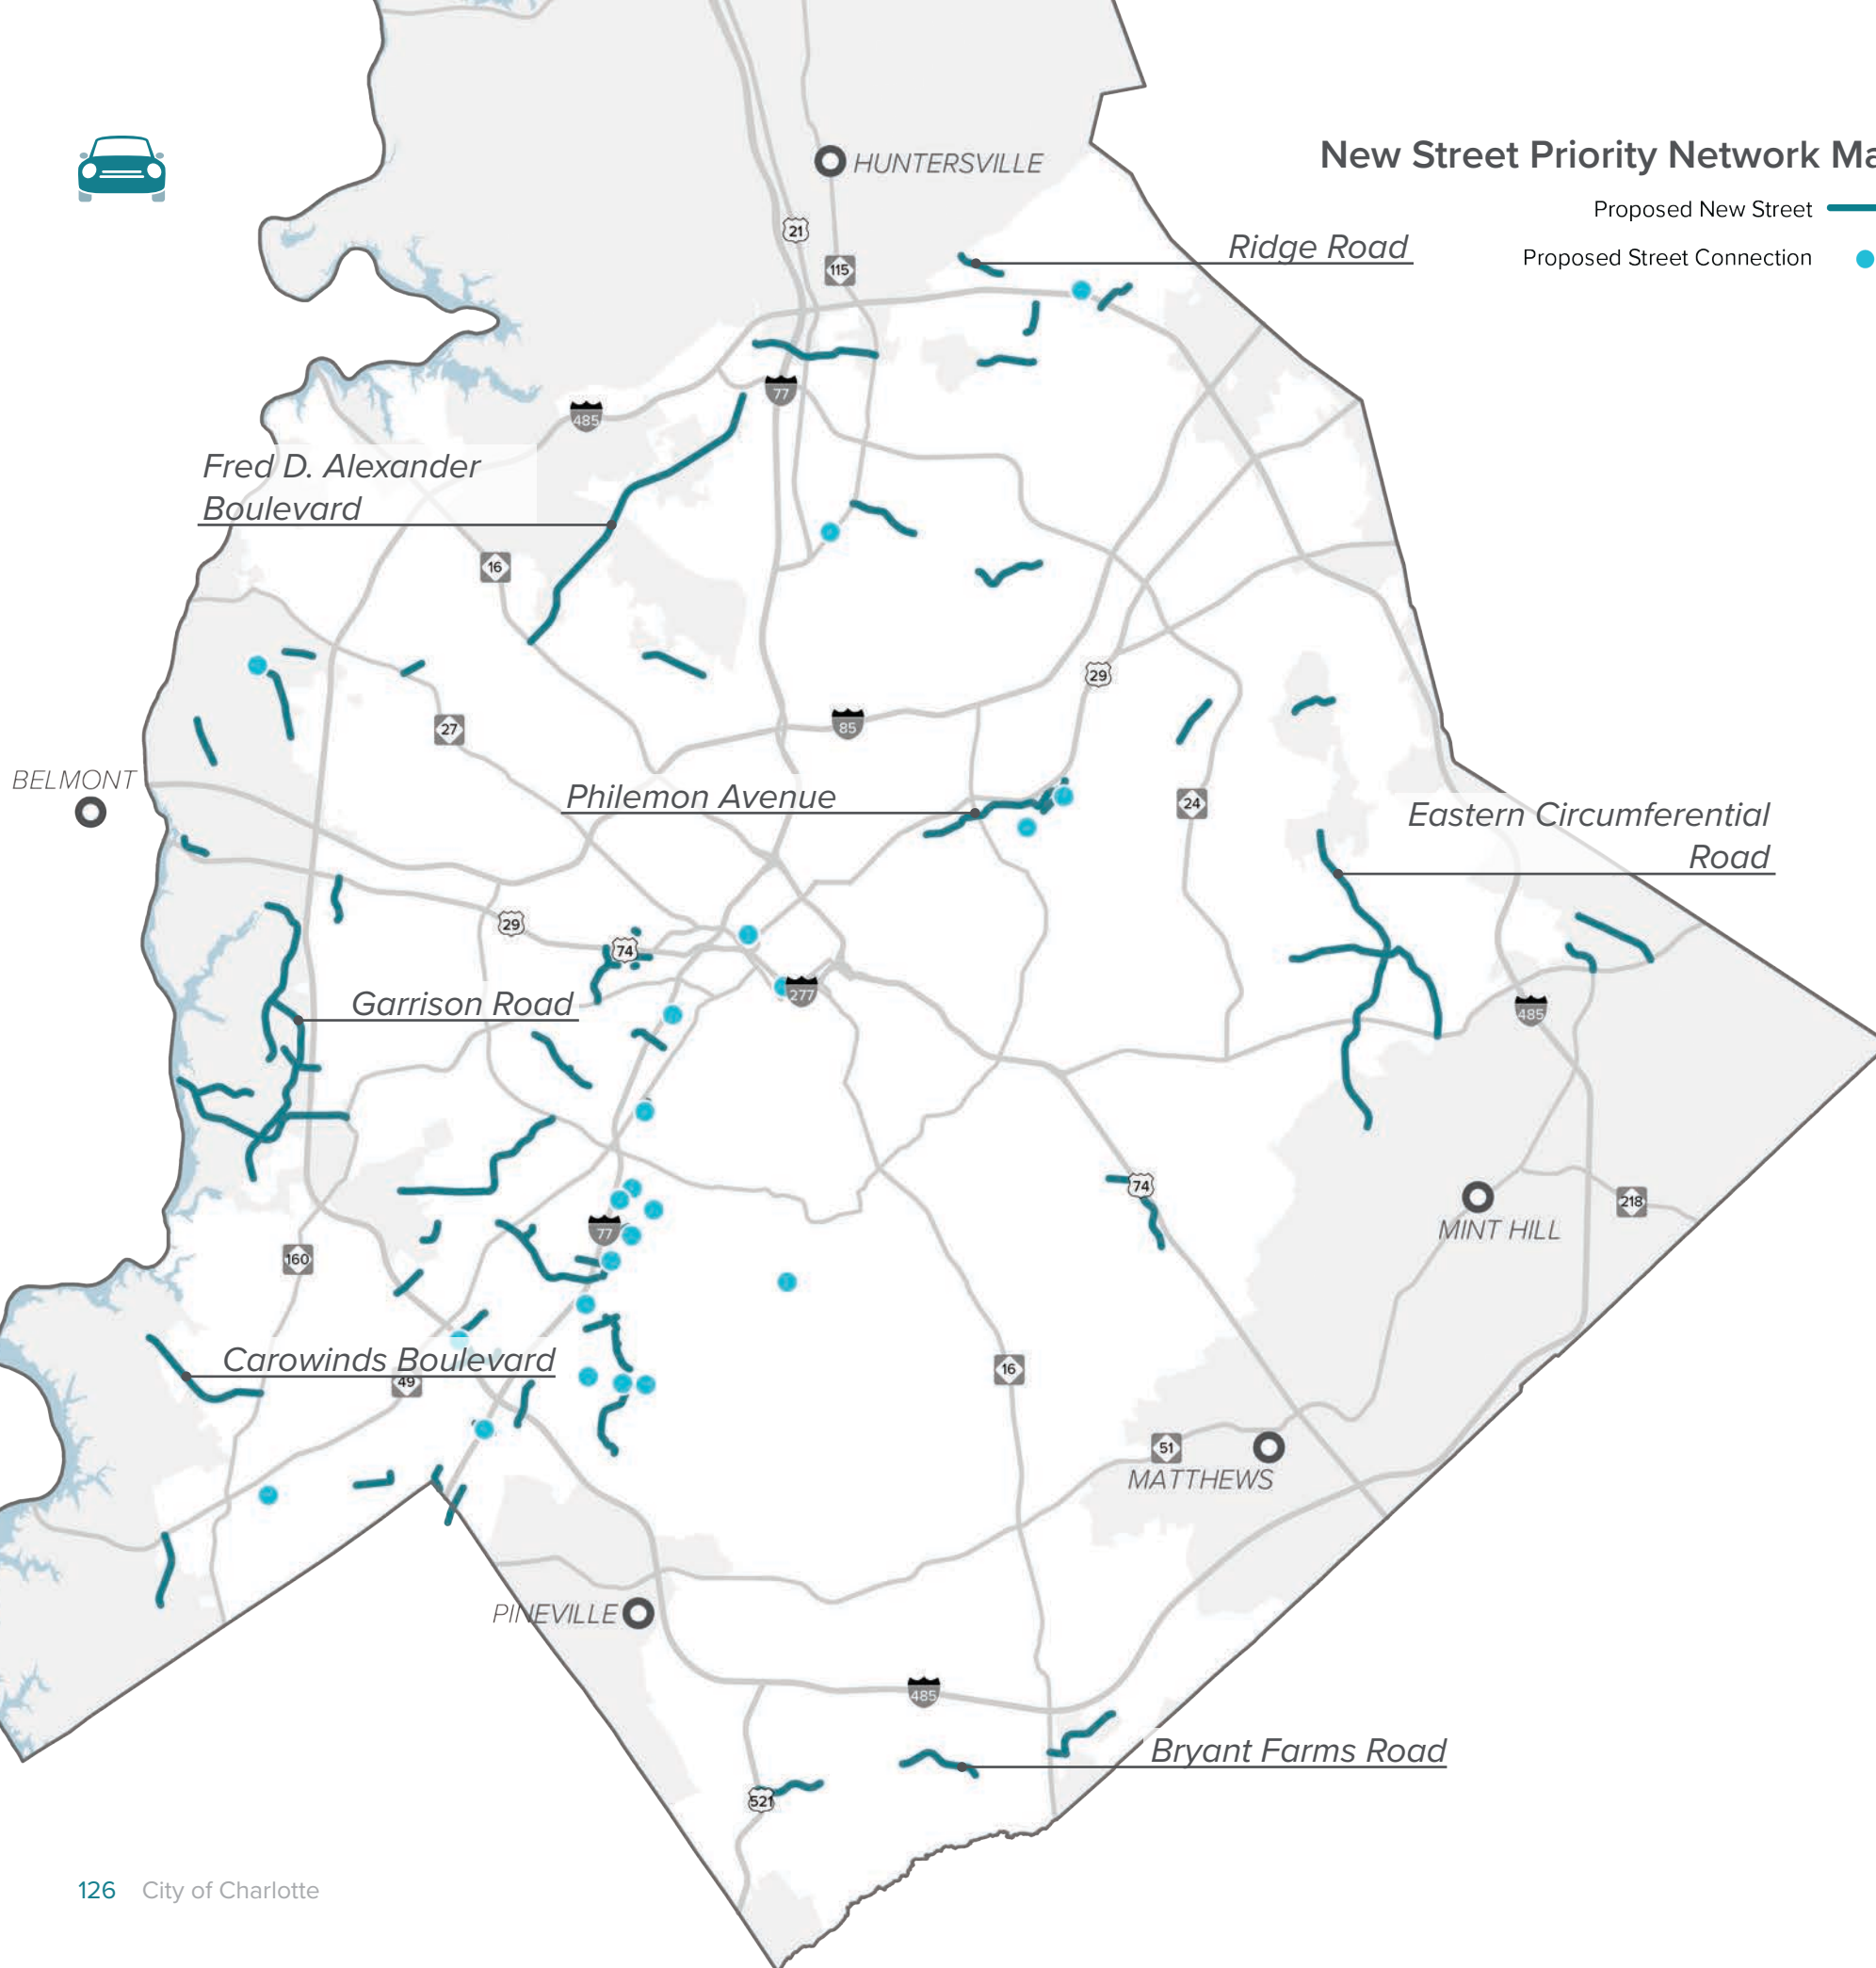 HUNTERSVILLE
New Street Priority Network Ma
Proposed New Street
21
Ridge Road
Proposed Street Connection
115
77
485
Fred D. Alexander
Boulevard
16
29
27
85
BELMONT
Philemon Avenue
24
Eastern Circumferential
Road
29
74
277
Garrison Road
485
74
MINT HILL
218
77
160
Carowinds Boulevard
49
16
51
MATTHEWS
PINEVILLE
485
Bryant Farms Road
521
126 City of Charlotte